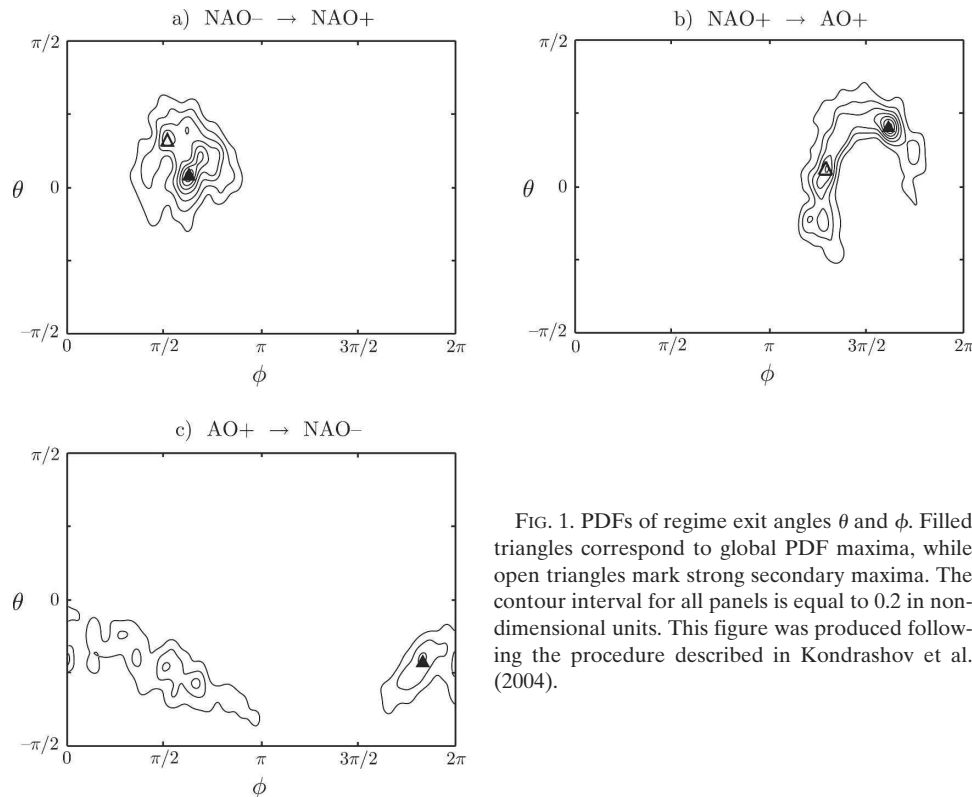 a) NAO– → NAO+
π/2
θ
0
–π/2
0
π/2
π
3π/2
2π
ϕ
b) NAO+ → AO+
π/2
θ
0
–π/2
0
π/2
π
3π/2
2π
ϕ
c) AO+ → NAO–
π/2
θ
0
–π/2
0
π/2
π
3π/2
2π
ϕ
FIG. 1. PDFs of regime exit angles θ and ϕ. Filled
triangles correspond to global PDF maxima, while
open triangles mark strong secondary maxima. The
contour interval for all panels is equal to 0.2 in non-
dimensional units. This figure was produced follow-
ing the procedure described in Kondrashov et al.
(2004).